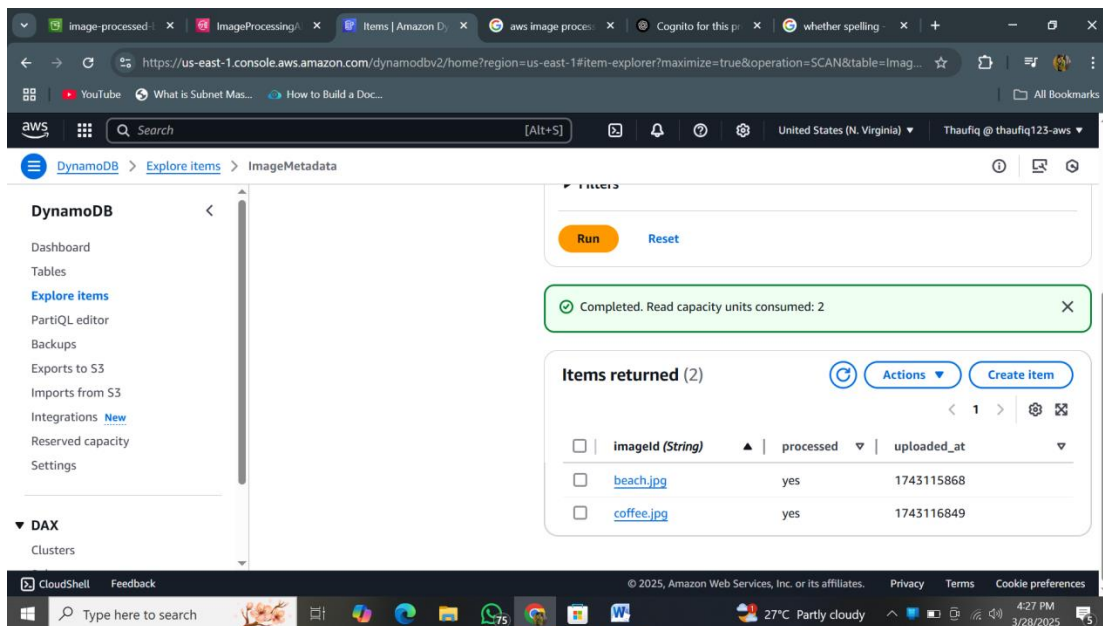 image-processed-
ImageProcessingA
Items | Amazon Dy
aws image process
Cognito for this pr
whether spelling -
https://us-east-1.console.aws.amazon.com/dynamodbv2/home?region=us-east-1#item-explorer?maximize=true&operation=SCAN&table=Imag...
YouTube
What is Subnet Mas...
How to Build a Doc...
All Bookmarks
aws
Search
[Alt+S]
United States (N. Virginia)
Thaufiq @ thaufiq123-aws
DynamoDB > Explore items > ImageMetadata
DynamoDB
Dashboard
Tables
Explore items
PartiQL editor
Backups
Exports to S3
Imports from S3
Integrations New
Reserved capacity
Settings
DAX
Clusters
Filters
Run Reset
Completed. Read capacity units consumed: 2
Items returned (2)
Actions
Create item
1
imageId (String) processed uploaded_at
beach.jpg yes 1743115868
coffee.jpg yes 1743116849
CloudShell Feedback
© 2025, Amazon Web Services, Inc. or its affiliates. Privacy Terms Cookie preferences
Type here to search
75
27°C Partly cloudy
4:27 PM
3/28/2025
5